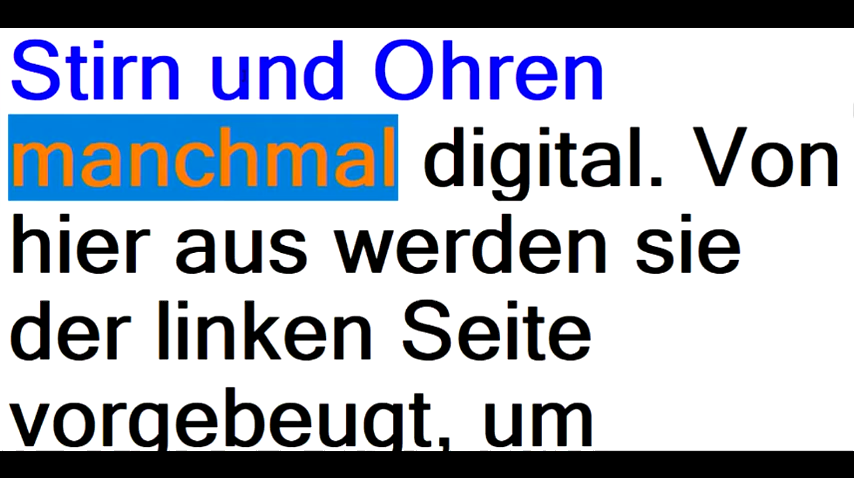 Stirn und Ohren
manchmal digital. Von
hier aus werden sie
der linken Seite
vorgebeugt, um